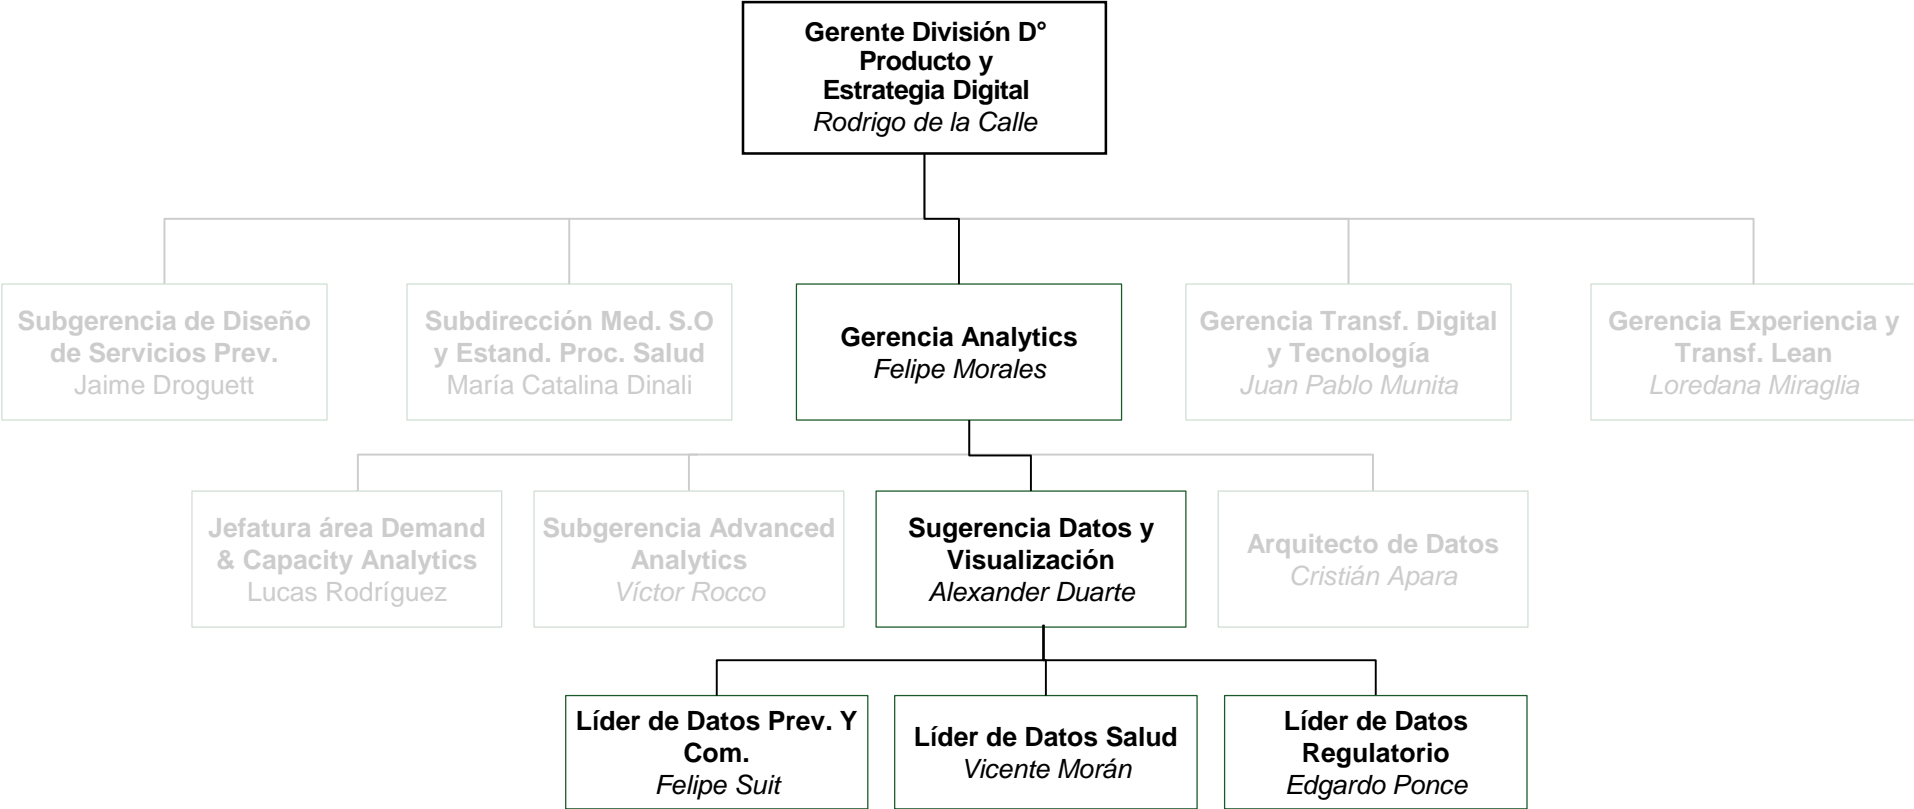 Gerente División D°
Producto y
Estrategia Digital
Rodrigo de la Calle
Subgerencia de Diseño
de Servicios Prev.
Jaime Droguett
Subdirección Med. S.O
y Estand. Proc. Salud
María Catalina Dinali
Gerencia Analytics
Felipe Morales
Gerencia Transf. Digital
y Tecnología
Juan Pablo Munita
Gerencia Experiencia y
Transf. Lean
Loredana Miraglia
Jefatura área Demand
& Capacity Analytics
Lucas Rodríguez
Subgerencia Advanced
Analytics
Víctor Rocco
Sugerencia Datos y
Visualización
Alexander Duarte
Arquitecto de Datos
Cristián Apara
Líder de Datos Prev. Y
Com.
Felipe Suit
Líder de Datos Salud
Vicente Morán
Líder de Datos
Regulatorio
Edgardo Ponce